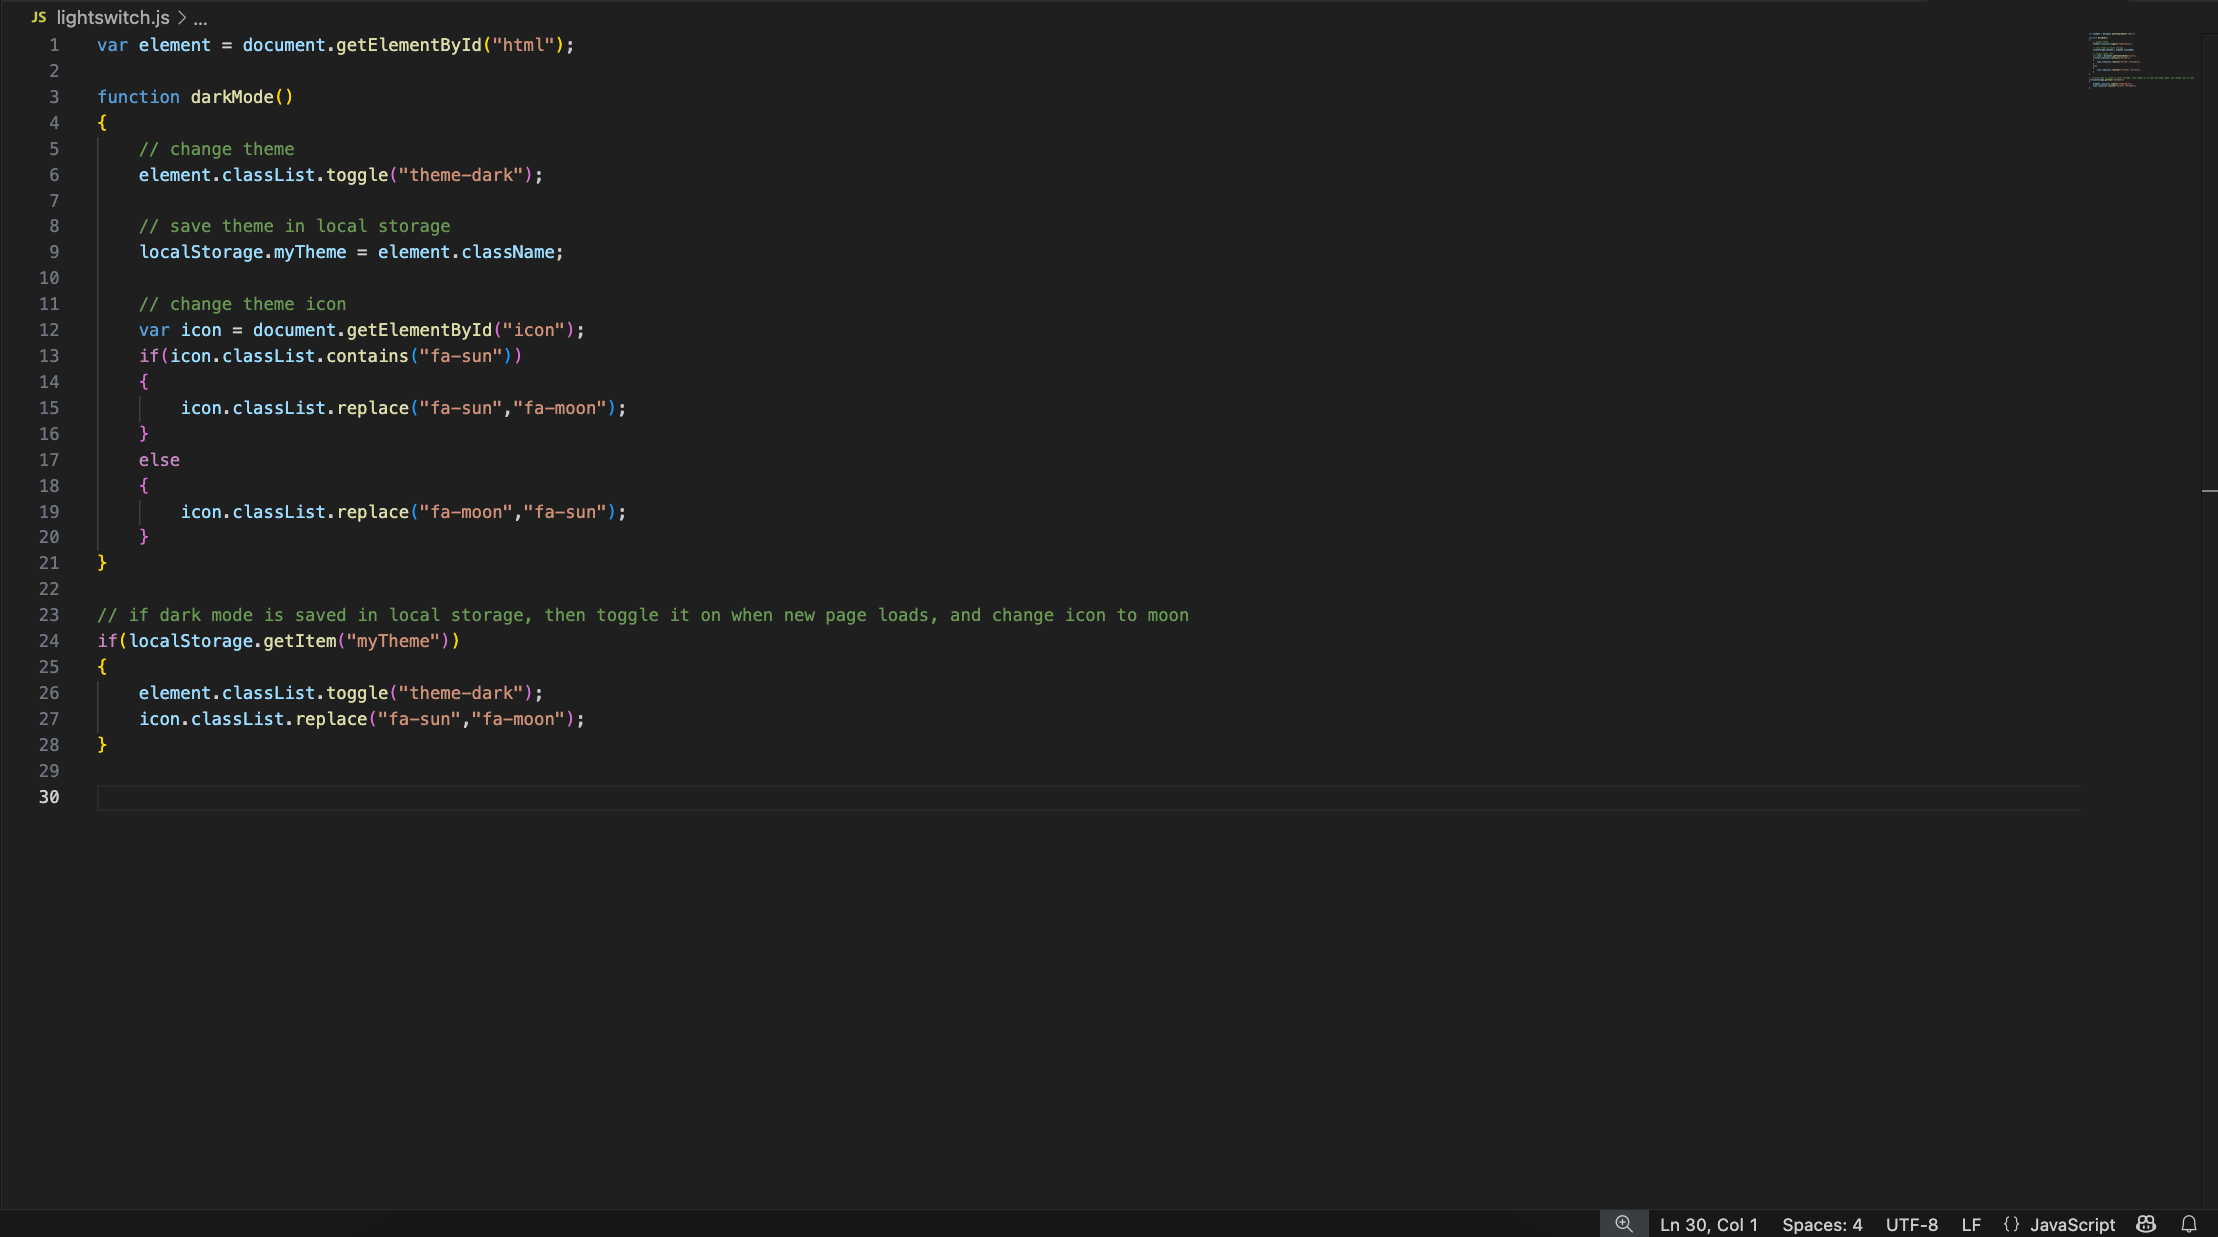 JS lightswitch.js > ...
1 var element = document.getElementById("html");
2
3 function darkMode()
4 {
5     // change theme
6     element.classList.toggle("theme-dark");
7
8     // save theme in local storage
9     localStorage.myTheme = element.className;
10
11     // change theme icon
12     var icon = document.getElementById("icon");
13     if(icon.classList.contains("fa-sun"))
14     {
15         icon.classList.replace("fa-sun","fa-moon");
16     }
17     else
18     {
19         icon.classList.replace("fa-moon","fa-sun");
20     }
21 }
22
23 // if dark mode is saved in local storage, then toggle it on when new page loads, and change icon to moon
24 if(localStorage.getItem("myTheme"))
25 {
26     element.classList.toggle("theme-dark");
27     icon.classList.replace("fa-sun","fa-moon");
28 }
29
30
Ln 30, Col 1 Spaces: 4 UTF-8 LF {} JavaScript